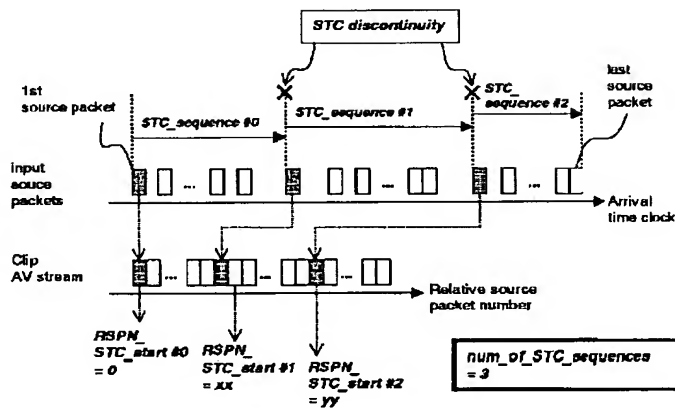 STC discontinuity
1st
source packet
STC_sequence #0
STC_sequence #1
STC_
sequence #2
last
source
packet
input
souce
packets
...
...
...
Arrival
time clock
Clip
AV stream
...
...
...
Relative source
packet number
RSPN_
STC_start #0
= 0
RSPN_
STC_start #1
= xx
RSPN_
STC_start #2
= yy
num_of_STC_sequences
= 3